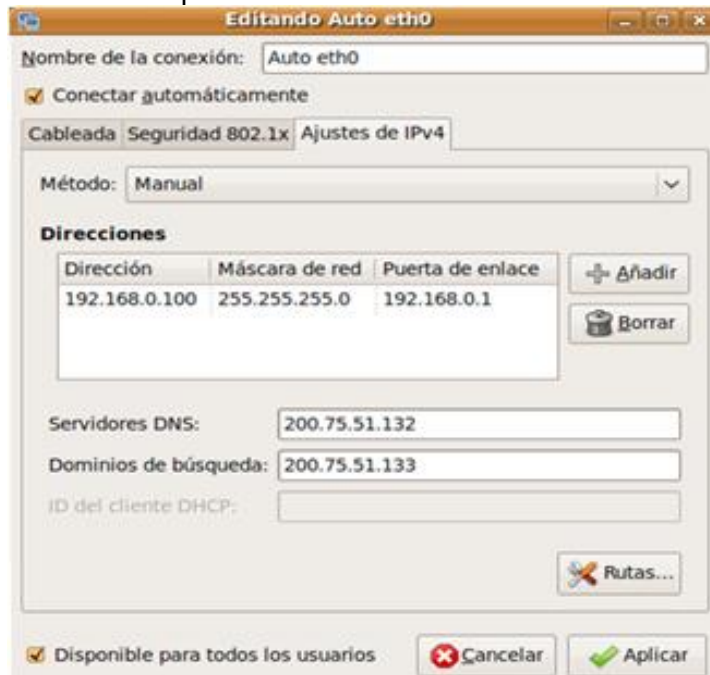 Editando Auto eth0
Nombre de la conexión: Auto eth0
Conectar automáticamente
Cableada Seguridad 802.1x Ajustes de IPv4
Método: Manual
Direcciones
Dirección Máscara de red Puerta de enlace Añadir
192.168.0.100 255.255.255.0 192.168.0.1
Borrar
Servidores DNS: 200.75.51.132
Dominios de búsqueda: 200.75.51.133
ID del cliente DHCP:
Rutas...
Disponible para todos los usuarios Cancelar Aplicar